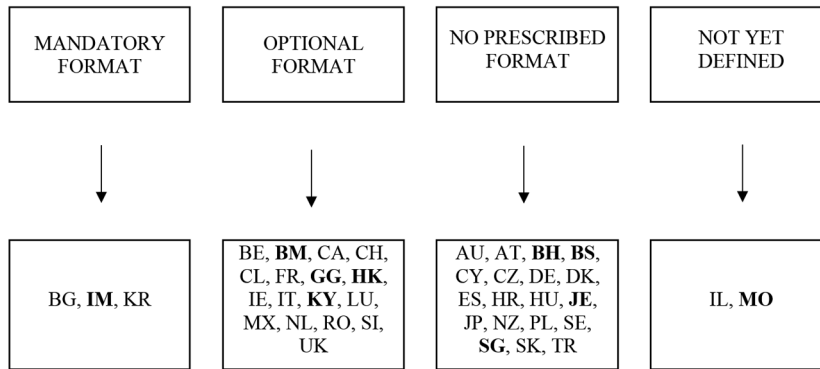 MANDATORY
FORMAT
OPTIONAL
FORMAT
NO PRESCRIBED
FORMAT
NOT YET
DEFINED
BG, IM, KR
BE, BM, CA, CH,
CL, FR, GG, HK,
IE, IT, KY, LU,
MX, NL, RO, SI,
UK
AU, AT, BH, BS,
CY, CZ, DE, DK,
ES, HR, HU, JE,
JP, NZ, PL, SE,
SG, SK, TR
IL, MO